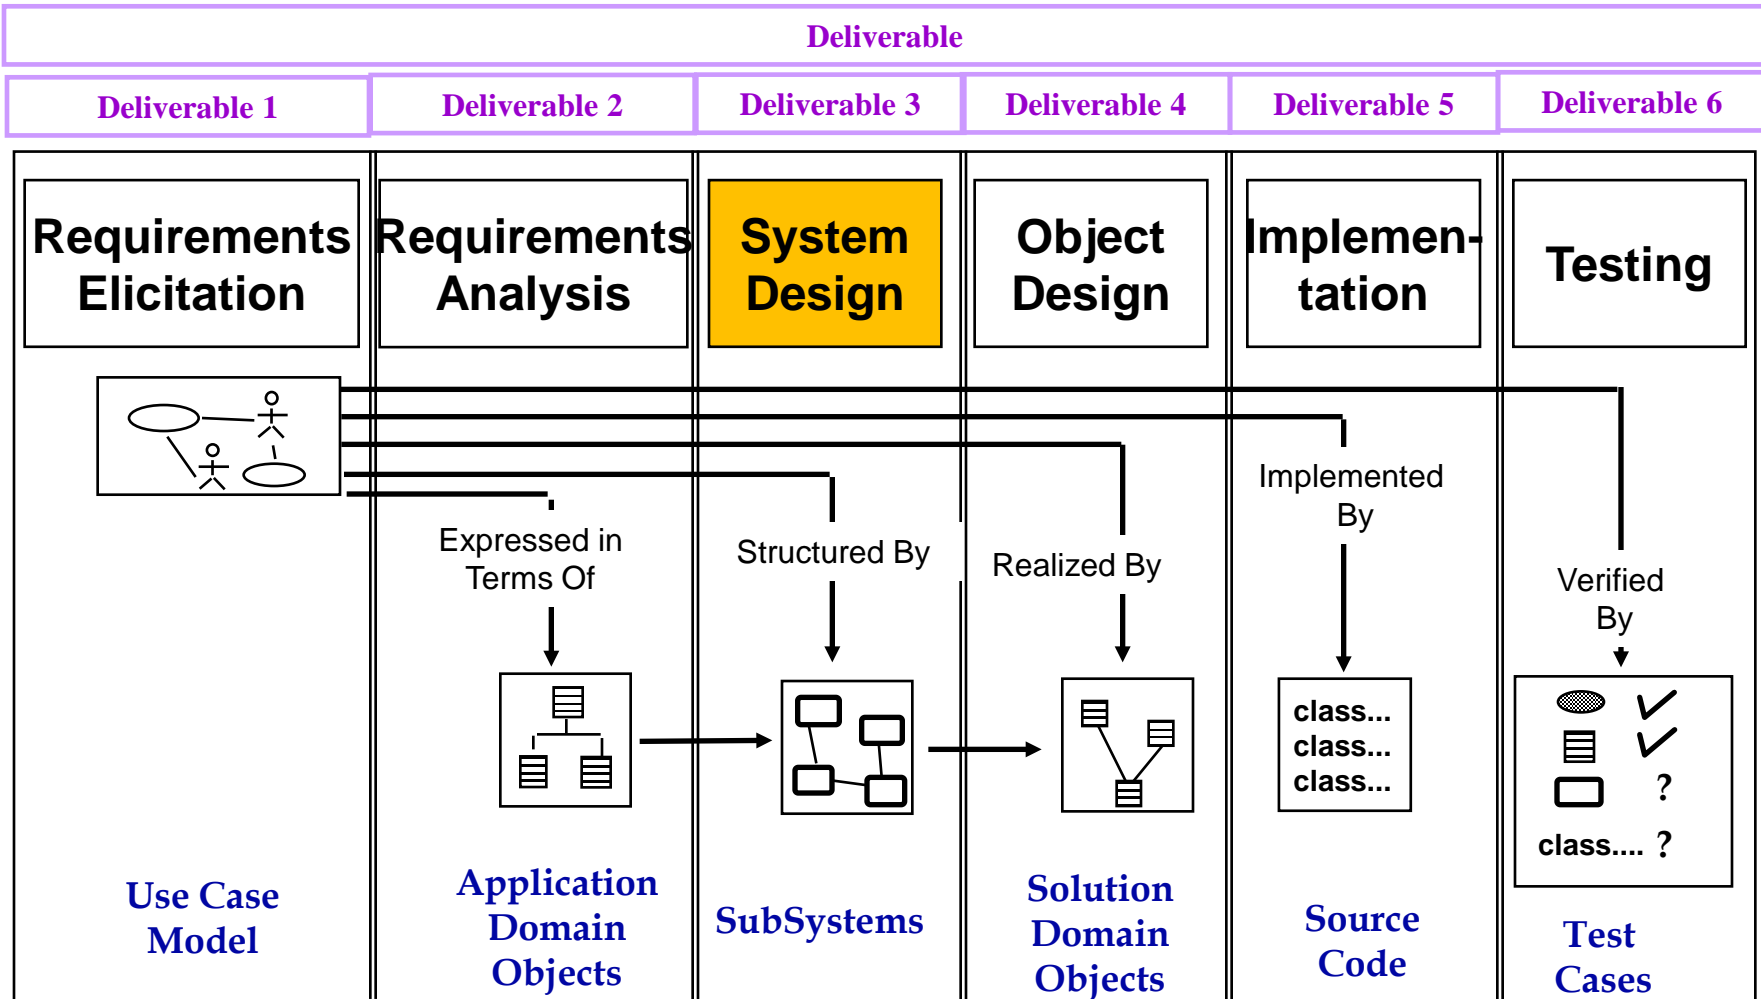 Deliverable
Deliverable 1
Deliverable 2
Deliverable 3
Deliverable 4
Deliverable 5
Deliverable 6
Requirements
Elicitation
Requirements
Analysis
System
Design
Object
Design
Implemen-
tation
Testing
Expressed in
Terms Of
Structured By
Realized By
Implemented
By
Verified
By
class...
class...
class...
?
class.... ?
Use Case
Model
Application
Domain
Objects
SubSystems
Solution
Domain
Objects
Source
Code
Test
Cases